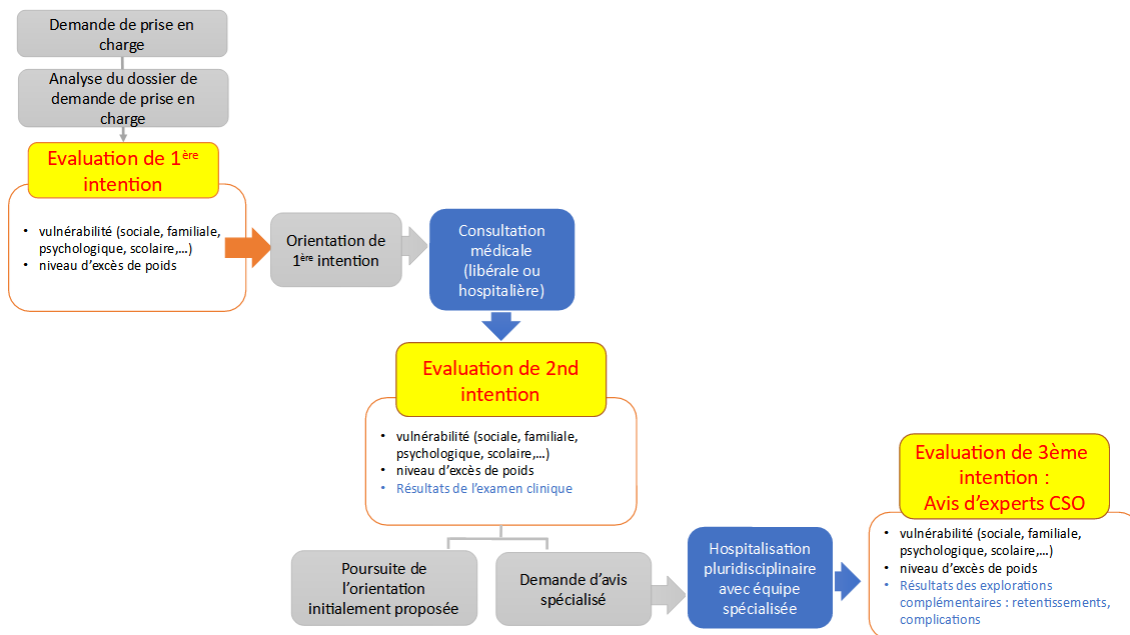 Demande de prise en
charge
Analyse du dossier de
demande de prise en
charge
Evaluation de 1ère
intention
• vulnérabilité (sociale, familiale,
psychologique, scolaire,...)
• niveau d'excès de poids
Orientation de
1ère intention
Consultation
médicale
(libérale ou
hospitalière)
Evaluation de 2nd
intention
• vulnérabilité (sociale, familiale,
psychologique, scolaire,...)
• niveau d'excès de poids
• Résultats de l'examen clinique
Poursuite de
l'orientation
initialement proposée
Demande d'avis
spécialisé
Hospitalisation
pluridisciplinaire
avec équipe
spécialisée
Evaluation de 3ème
intention :
Avis d'experts CSO
• vulnérabilité (sociale, familiale,
psychologique, scolaire,...)
• niveau d'excès de poids
• Résultats des explorations
complémentaires : retentissements,
complications